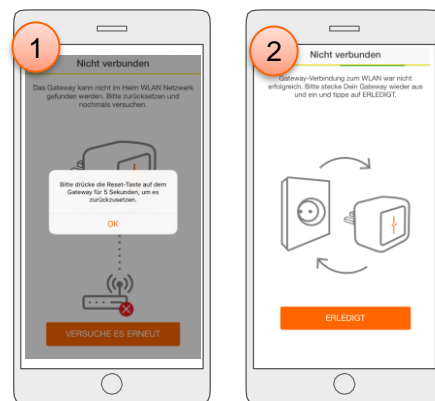 1
Nicht verbunden
Das Gateway kann nicht im Heim WLAN Netzwerk
gefunden werden. Bitte zurücksetzen und
nochmals versuchen.
Bitte drücke die Reset-Taste auf dem
Gateway für 5 Sekunden, um es
zurückzusetzen.
OK
VERSUCHE ES ERNEUT
2
Nicht verbunden
Gateway-Verbindung zum WLAN war nicht
erfolgreich. Bitte stecke Dein Gateway wieder aus
und ein und tippe auf ERLEDIGT.
ERLEDIGT